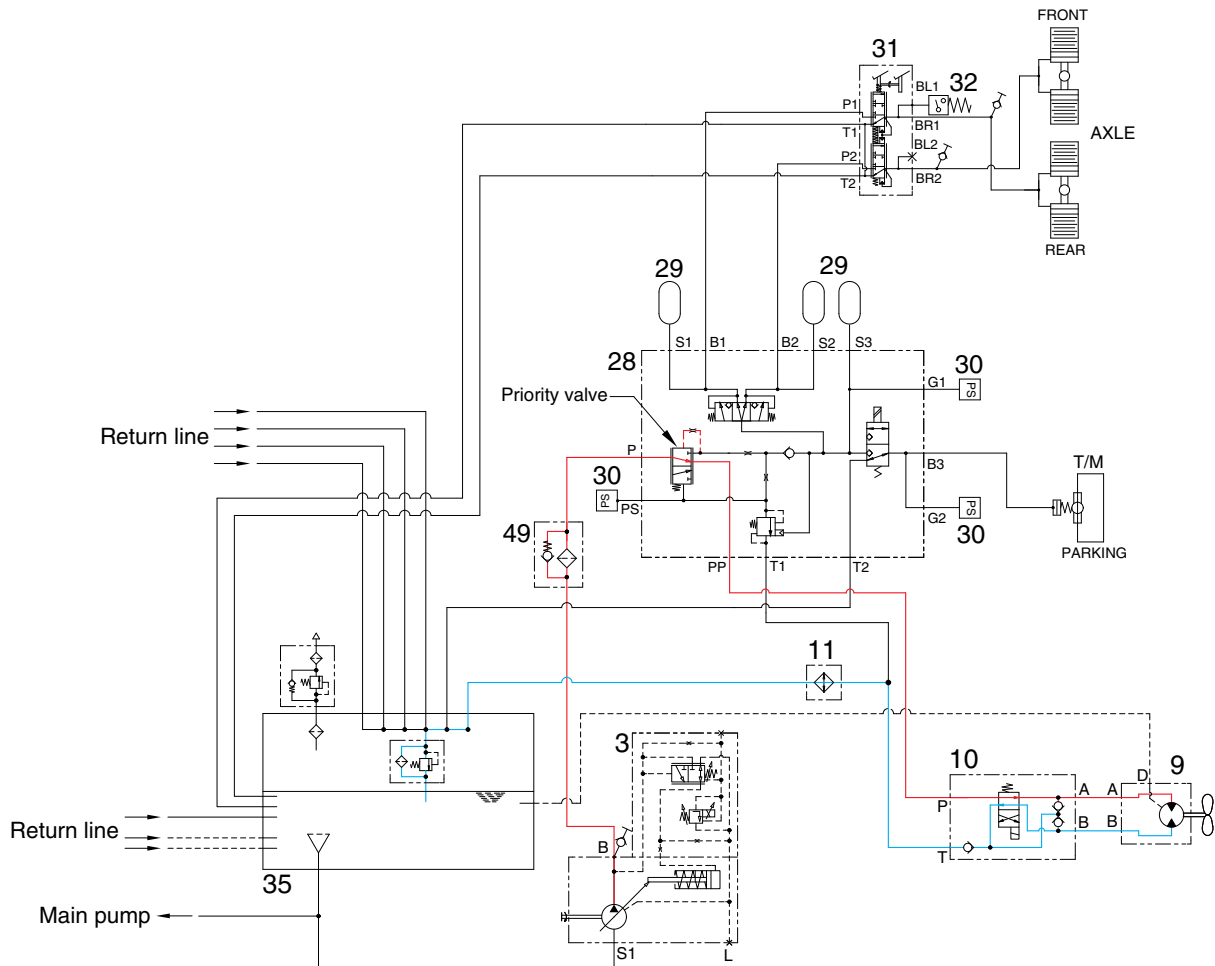 FRONT
31
BL1
32
P1
T1
BR1
BL2
AXLE
P2
T2
BR2
REAR
29
29
S1
B1
B2
S2
S3
28
G1
30
PS
Priority valve
Return line
P
B3
T/M
30
PS
PS
G2
PS
30
PARKING
49
PP
T1
T2
11
3
10
D
9
P
A
A
B
B
T
Return line
B
35
Main pump
S1
L